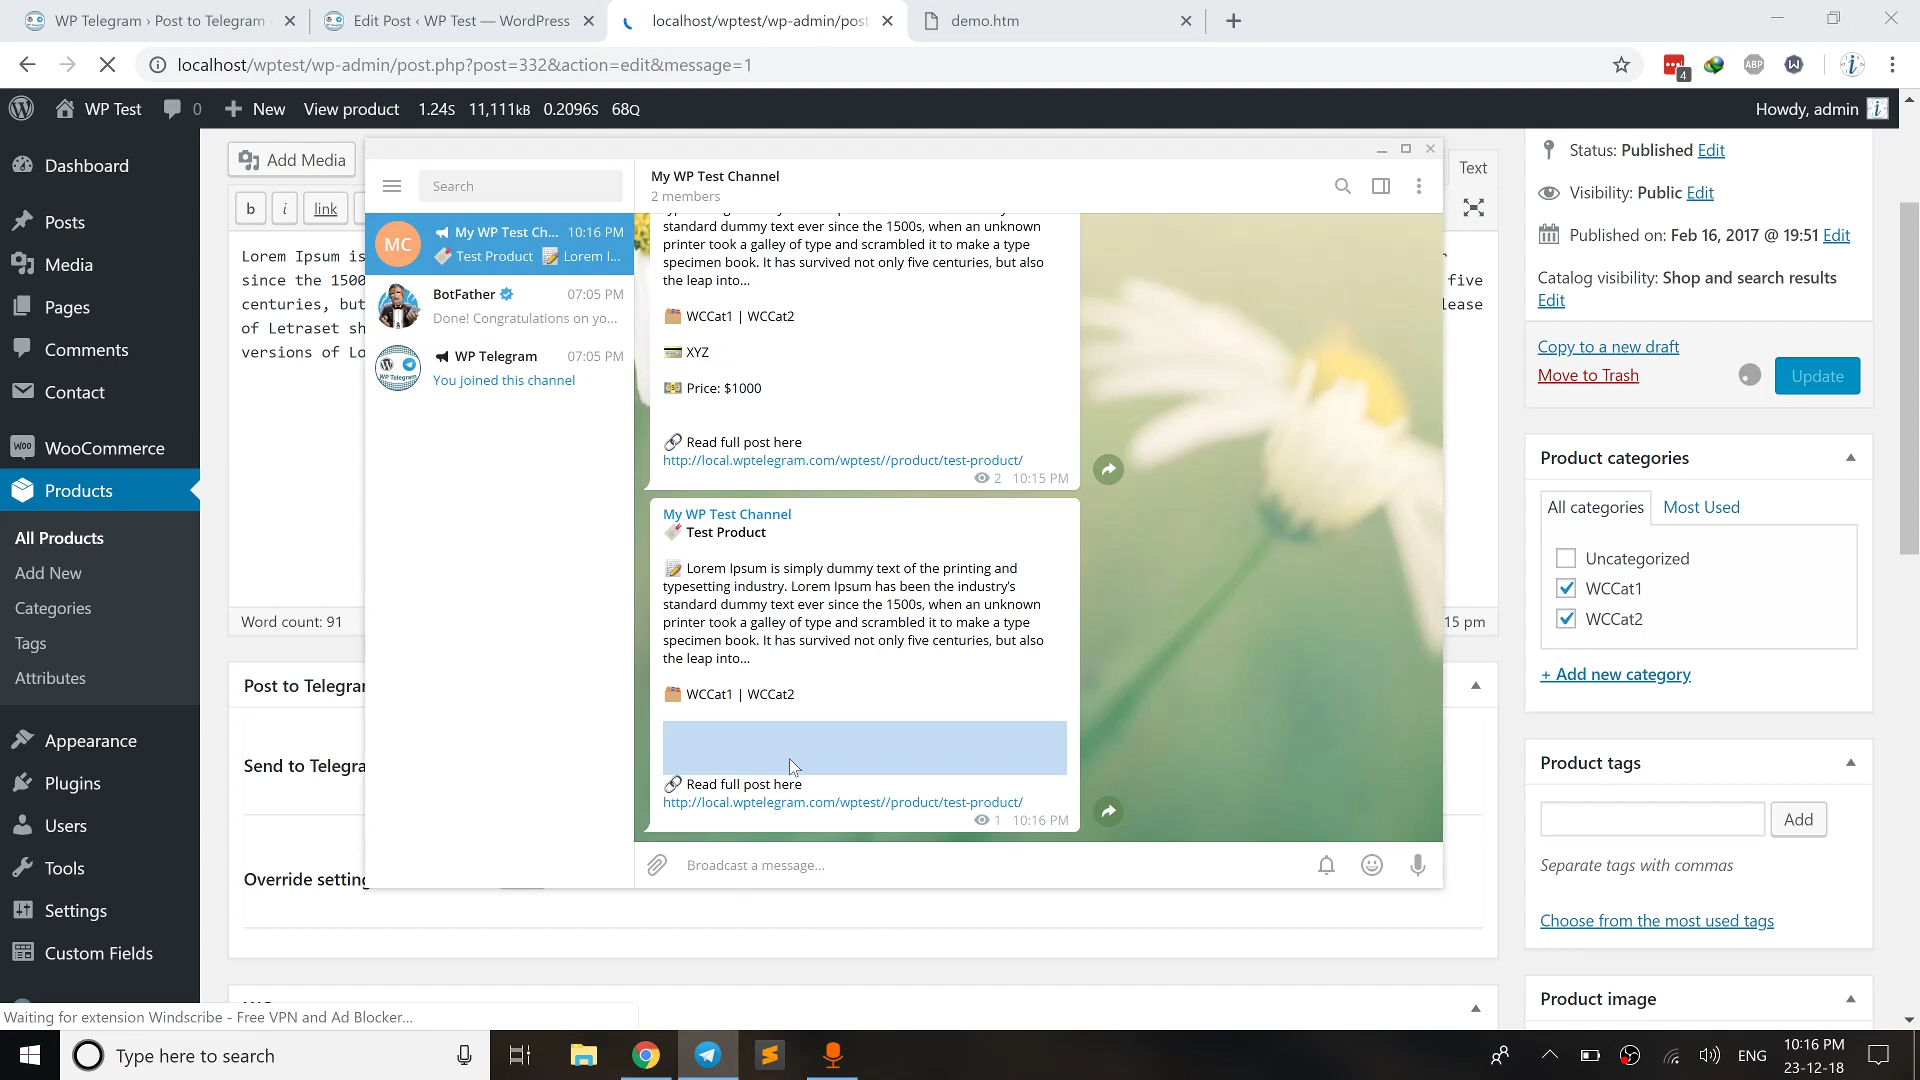 WP Telegram › Post to Telegram
Edit Post ‹ WP Test — WordPress
localhost/wptest/wp-admin/post
demo.htm
localhost/wptest/wp-admin/post.php?post=332&action=edit&message=1
4
ABP
WP Test
0
New
View product
1.24S
11,111kB
0.2096S
68Q
Howdy, admin
Dashboard
Posts
Media
Pages
Comments
Contact
WooCommerce
Products
All Products
Add New
Categories
Tags
Attributes
Appearance
Plugins
Users
Tools
Settings
Custom Fields
Add Media
Text
b
i
link
Lorem Ipsum is
since the 1500
centuries, but
of Letraset sh
versions of Lo
five
lease
Word count: 91
15 pm
Post to Telegram
Send to Telegra
Override setting
Search
MC
My WP Test Ch... 10:16 PM
Test Product Lorem I...
BotFather 07:05 PM
Done! Congratulations on yo...
WP Telegram 07:05 PM
You joined this channel
My WP Test Channel
2 members
standard dummy text ever since the 1500s, when an unknown
printer took a galley of type and scrambled it to make a type
specimen book. It has survived not only five centuries, but also
the leap into...
WCCat1 | WCCat2
XYZ
Price: $1000
Read full post here
http://local.wptelegram.com/wptest//product/test-product/
2 10:15 PM
My WP Test Channel
Test Product
Lorem Ipsum is simply dummy text of the printing and
typesetting industry. Lorem Ipsum has been the industry's
standard dummy text ever since the 1500s, when an unknown
printer took a galley of type and scrambled it to make a type
specimen book. It has survived not only five centuries, but also
the leap into...
WCCat1 | WCCat2
Read full post here
http://local.wptelegram.com/wptest//product/test-product/
1 10:16 PM
Broadcast a message...
Status: Published Edit
Visibility: Public Edit
Published on: Feb 16, 2017 @ 19:51 Edit
Catalog visibility: Shop and search results
Edit
Copy to a new draft
Move to Trash
Update
Product categories
All categories
Most Used
Uncategorized
WCCat1
WCCat2
+ Add new category
Product tags
Add
Separate tags with commas
Choose from the most used tags
Product image
Waiting for extension Windscribe - Free VPN and Ad Blocker...
Type here to search
ENG
10:16 PM
23-12-18